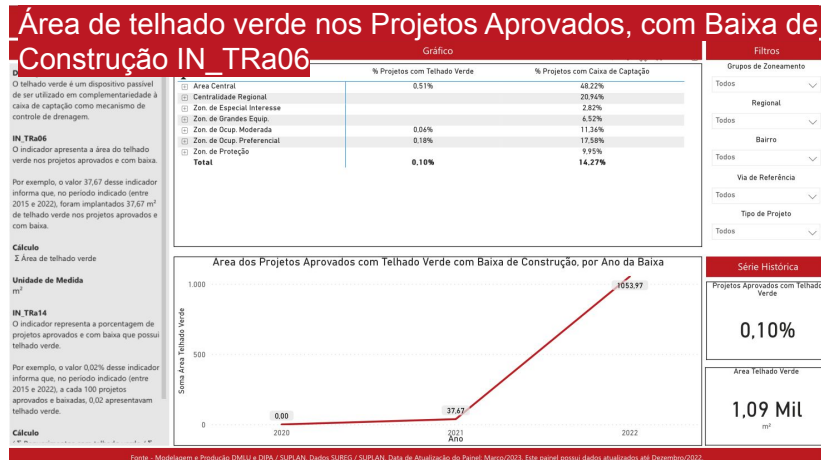 _Área de telhado verde nos Projetos Aprovados, com Baixa de_
Construção IN_TRa06
Gráfico
Filtros
O telhado verde é um dispositivo passível
de ser utilizado em complementariedade à
caixa de captação como mecanismo de
controle de drenagem.
IN_TRa06
O indicador apresenta a área do telhado
verde nos projetos aprovados e com baixa.
Por exemplo, o valor 37,67 desse indicador
informa que, no período indicado (entre
2015 e 2022), foram implantados 37,67 m²
de telhado verde nos projetos aprovados e
com baixa.
Cálculo
Σ Área de telhado verde
Unidade de Medida
m²
IN_TRa14
O indicador representa a porcentagem de
projetos aprovados e com baixa que possui
telhado verde.
Por exemplo, o valor 0,02% desse indicador
informa que, no período indicado (entre
2015 e 2022), a cada 100 projetos
aprovados e baixadas, 0,02 apresentavam
telhado verde.
Cálculo
% Projetos com Telhado Verde % Projetos com Caixa de Captação
Area Central 0,51% 48,22%
Centralidade Regional 20,94%
Zon. de Especial Interesse 2,82%
Zon. de Grandes Equip. 6,52%
Zon. de Ocup. Moderada 0,06% 11,36%
Zon. de Ocup. Preferencial 0,18% 17,58%
Zon. de Proteção 9,95%
Total 0,10% 14,27%
Area dos Projetos Aprovados com Telhado Verde com Baixa de Construção, por Ano da Baixa
Soma Area Telhado Verde
1.000
500
0
0,00
37,67
1053,97
2020
2021
2022
Ano
Grupos de Zoneamento
Todos
Regional
Todos
Bairro
Todos
Via de Referência
Todos
Tipo de Projeto
Todos
Série Histórica
Projetos Aprovados com Telhado
Verde
0,10%
Area Telhado Verde
1,09 Mil
m²
Fonte - Modelagem e Produção DMLU e DIPA / SUPLAN. Dados SUREG / SUPLAN. Data de Atualização do Painel: Março/2023. Este painel possui dados atualizados até Dezembro/2022.